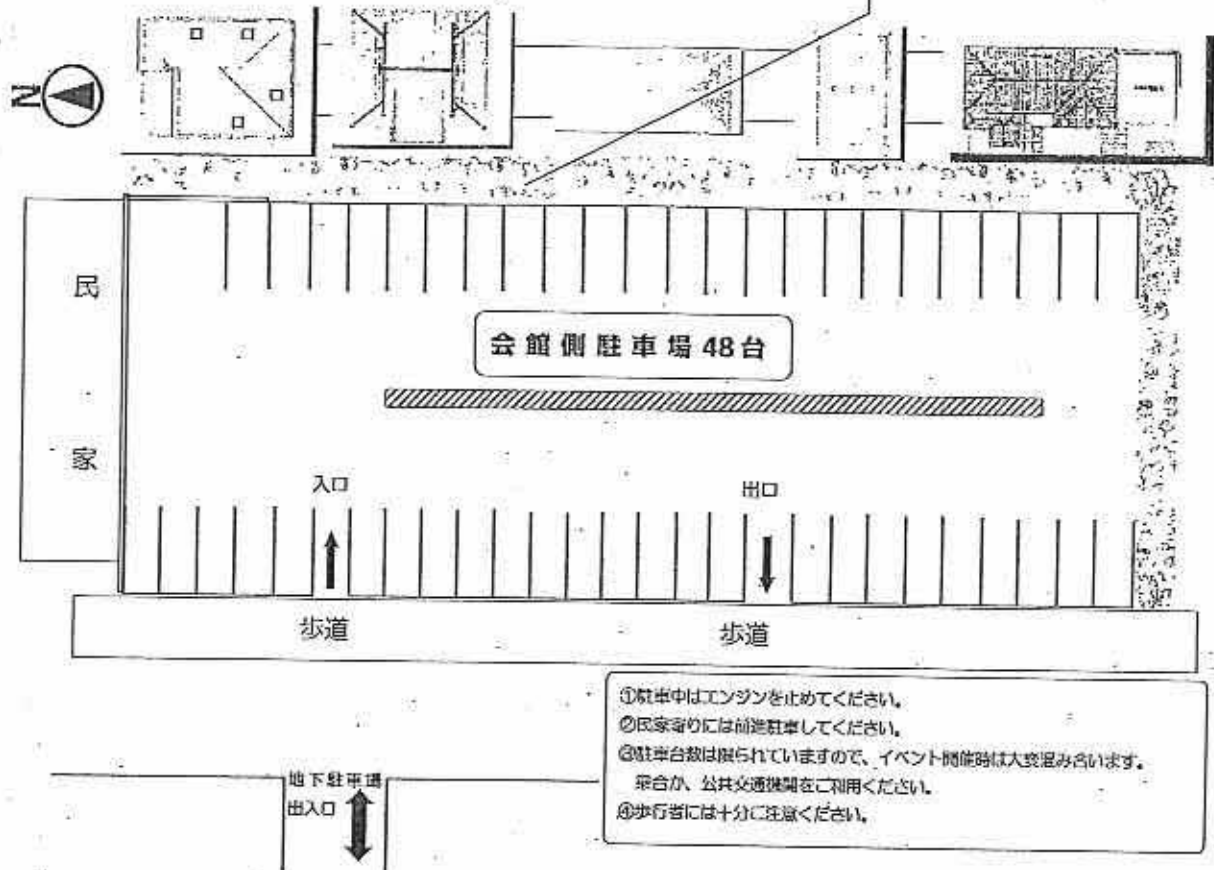 N
民
家
会館側駐車場48台
入口
出口
歩道
歩道
①駐車中はエンジンを止めてください。
②民家寄りには前進駐車してください。
③駐車台数は限られていますので、イベント開催時は大変混み合います。
乗合か、公共交通機関をご利用ください。
④歩行者には十分ご注意ください。
地下駐車場
出入口